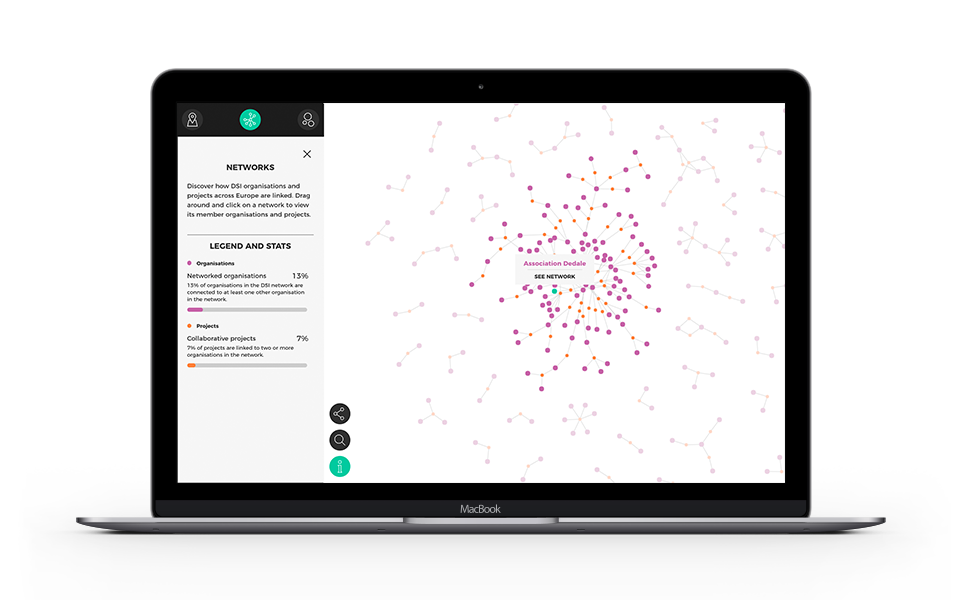 NETWORKS
Discover how DSI organisations and
projects across Europe are linked. Drag
around and click on a network to view
its member organisations and projects.
LEGEND AND STATS
Organisations
Networked organisations 13%
13% of organisations in the DSI network are
connected to at least one other organisation
in the network.
Projects
Collaborative projects 7%
7% of projects are linked to two or more
organisations in the network.
Association Dedale
SEE NETWORK
MacBook